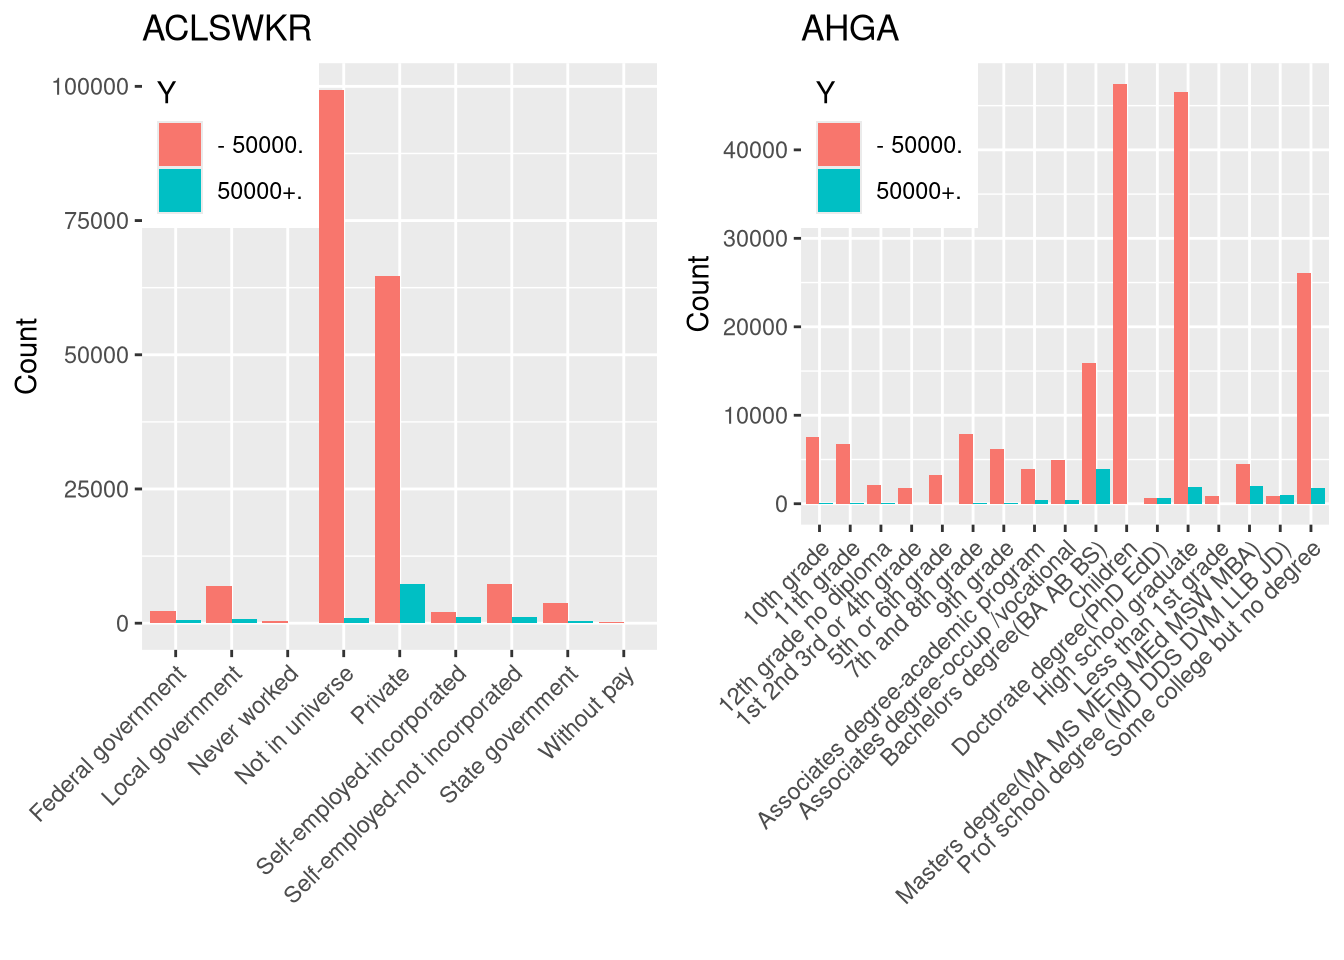 ACLSWKR
Y
- 50000.
50000+.
Count
100000
75000
50000
25000
0
Federal government
Local government
Never worked
Not in universe
Private
Self-employed-incorporated
Self-employed-not incorporated
State government
Without pay
AHGA
Y
- 50000.
50000+.
Count
40000
30000
20000
10000
0
10th grade
11th grade
12th grade no diploma
1st 2nd 3rd or 4th grade
5th or 6th grade
7th and 8th grade
9th grade
Associates degree-academic program
Associates degree-occup /vocational
Bachelors degree(BA AB BS)
Children
Doctorate degree(PhD EdD)
High school graduate
Less than 1st grade
Masters degree(MA MS MEng MEd MSW MBA)
Prof school degree (MD DDS DVM LLB JD)
Some college but no degree